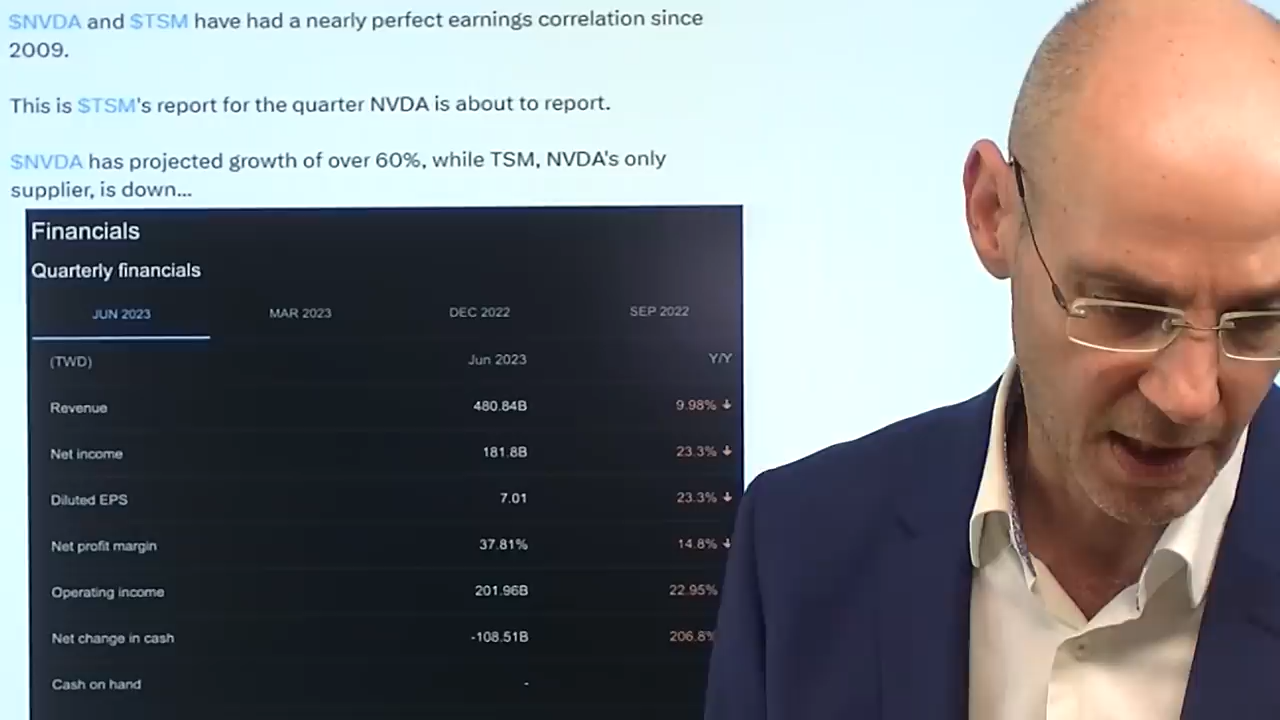 $NVDA and $TSM have had a nearly perfect earnings correlation since
2009.
This is $TSM's report for the quarter NVDA is about to report.
$NVDA has projected growth of over 60%, while TSM, NVDA's only
supplier, is down...
Financials
Quarterly financials
JUN 2023 MAR 2023 DEC 2022 SEP 2022
(TWD) Jun 2023 Y/Y
Revenue 480.84B 9.98% ↓
Net income 181.8B 23.3% ↓
Diluted EPS 7.01 23.3% ↓
Net profit margin 37.81% 14.8% ↓
Operating income 201.96B 22.95%
Net change in cash -108.51B 206.8%
Cash on hand -